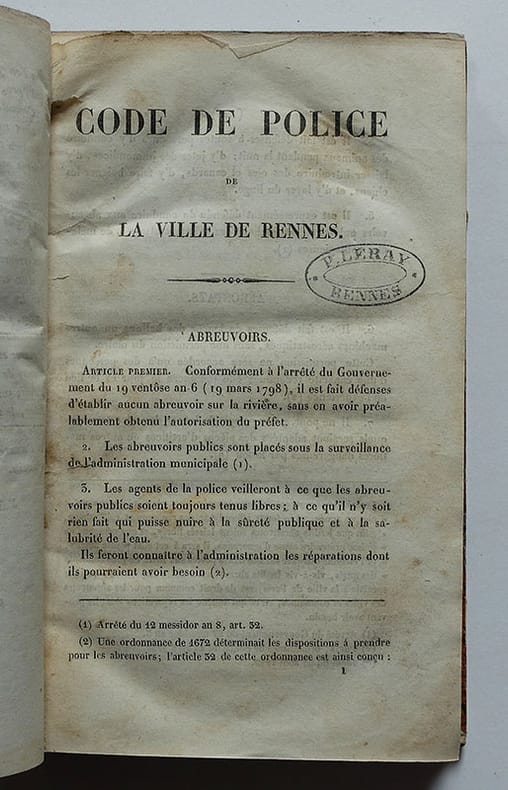 CODE DE POLICE
DE
LA VILLE DE RENNES.
P. LERAY
RENNES
ABREUVOIRS.
Article premier. Conformément à l'arrêté du Gouverne-
ment du 19 ventôse an 6 (19 mars 1798), il est fait défenses
d'établir aucun abreuvoir sur la rivière, sans en avoir préa-
lablement obtenu l'autorisation du préfet.
2. Les abreuvoirs publics sont placés sous la surveillance
de l'administration municipale (1).
3. Les agents de la police veilleront à ce que les abreu-
voirs publics soient toujours tenus libres; à ce qu'il n'y soit
rien fait qui puisse nuire à la sûreté publique et à la sa-
lubrité de l'eau.
Ils feront connaître à l'administration les réparations dont
ils pourraient avoir besoin (2).
(1) Arrêté du 12 messidor an 8, art. 32.
(2) Une ordonnance de 1672 déterminait les dispositions à prendre
pour les abreuvoirs; l'article 32 de cette ordonnance est ainsi conçu :
1